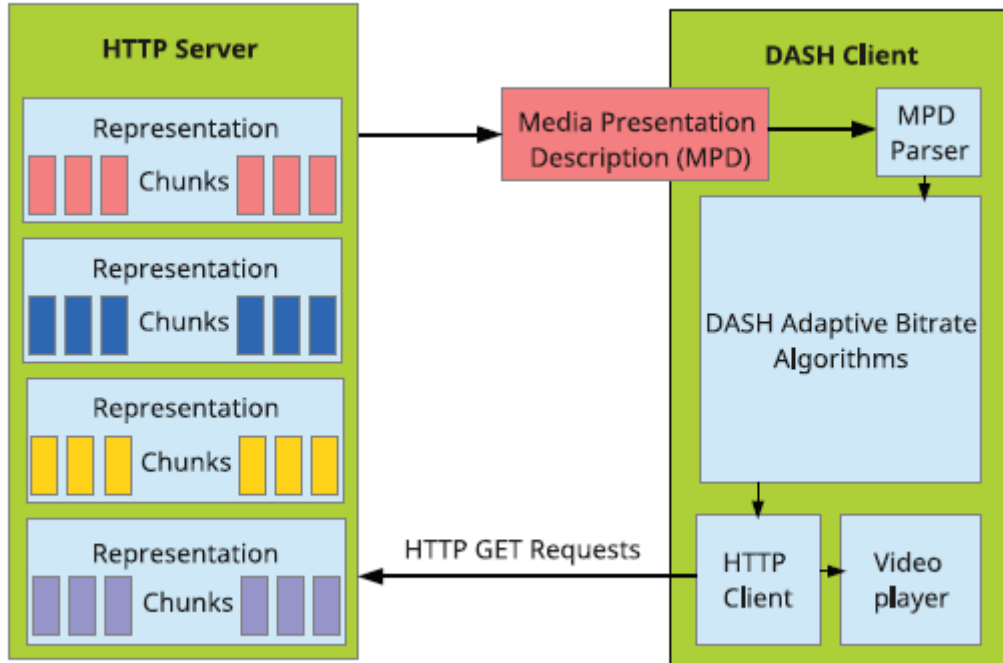 HTTP Server
Representation
Chunks
Representation
Chunks
Representation
Chunks
Representation
Chunks
Media Presentation
Description (MPD)
HTTP GET Requests
DASH Client
MPD
Parser
DASH Adaptive Bitrate
Algorithms
HTTP
Client
Video
player